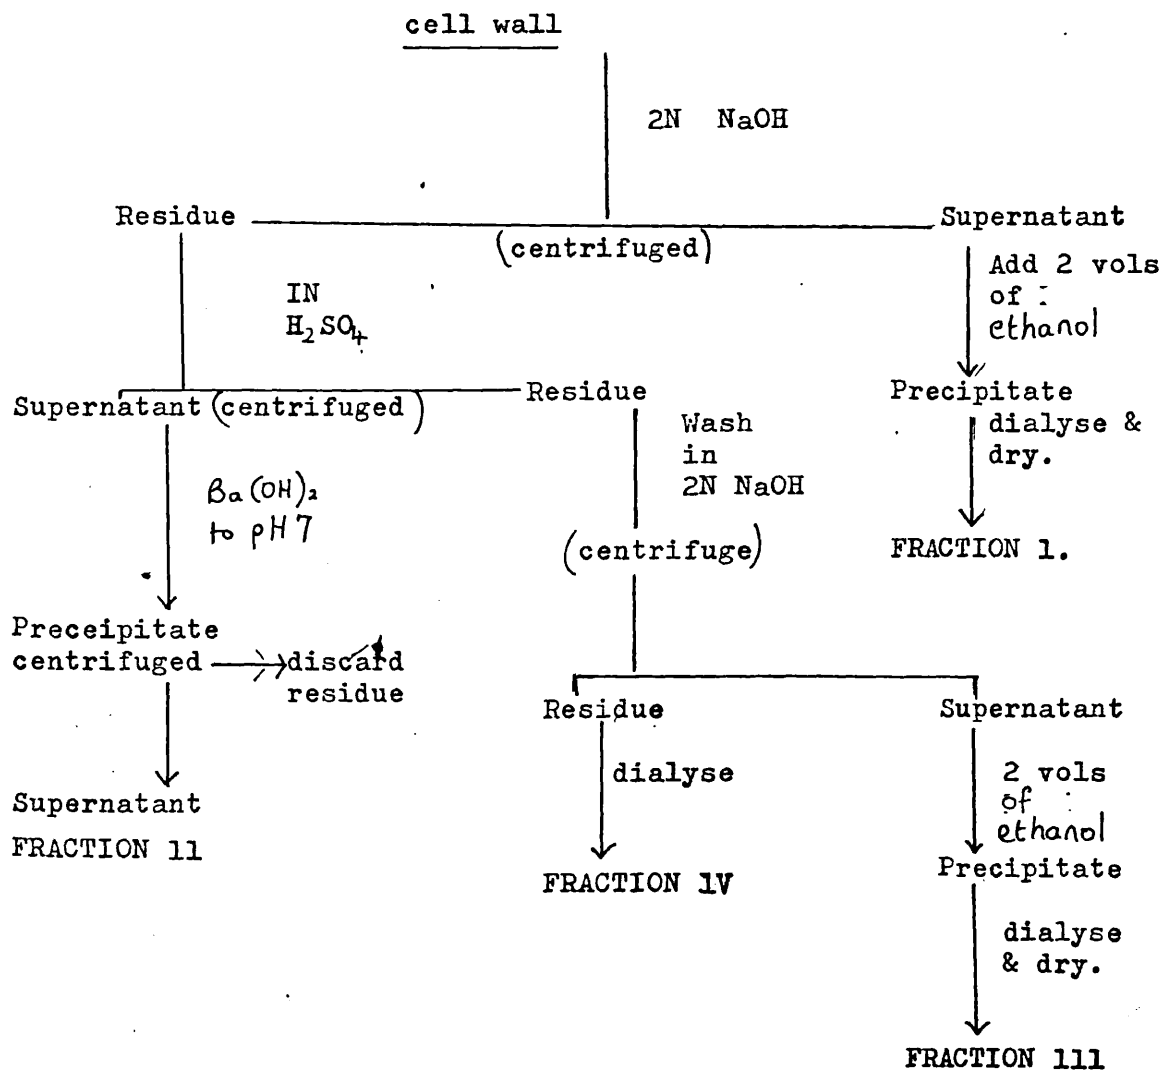 cell wall
2N NaOH
Residue
(centrifuged)
Supernatant
Add 2 vols
of
ethanol
IN
H₂SO₄
Supernatant (centrifuged)
Residue
Precipitate
dialyse &
dry.
Wash
in
2N NaOH
Ba(OH)₂
to pH 7
(centrifuge)
FRACTION 1.
Preceipitate
centrifuged
discard
residue
Residue
Supernatant
dialyse
2 vols
of
ethanol
Supernatant
FRACTION 11
FRACTION 1V
Precipitate
dialyse
& dry.
FRACTION 111